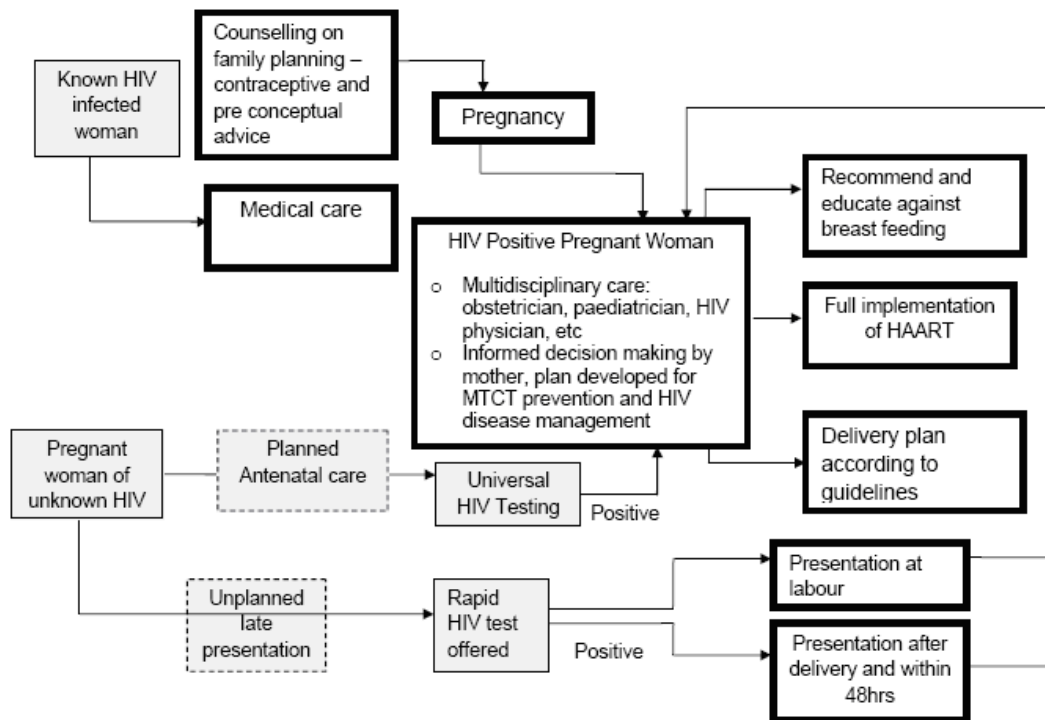 Known HIV
infected
woman
Counselling on
family planning –
contraceptive and
pre conceptual
advice
Pregnancy
Medical care
HIV Positive Pregnant Woman
o Multidisciplinary care:
obstetrician, paediatrician, HIV
physician, etc
o Informed decision making by
mother, plan developed for
MTCT prevention and HIV
disease management
Recommend and
educate against
breast feeding
Full implementation
of HAART
Delivery plan
according to
guidelines
Pregnant
woman of
unknown HIV
Planned
Antenatal care
Universal
HIV Testing
Positive
Unplanned
late
presentation
Rapid
HIV test
offered
Positive
Presentation at
labour
Presentation after
delivery and within
48hrs